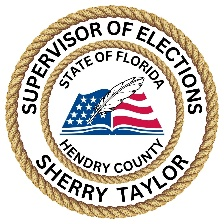 SUPERVISOR OF ELECTIONS
STATE OF FLORIDA
HENDRY COUNTY
SHERRY TAYLOR